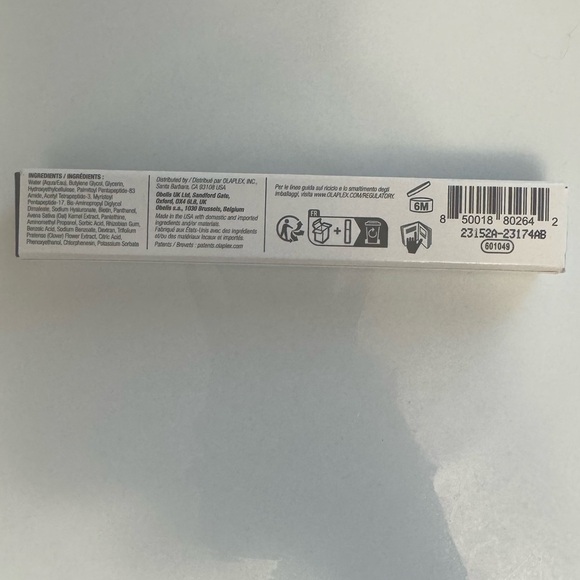 INGREDIENTS / INGRÉDIENTS :
Water (Aqua/Eau), Butylene Glycol, Glycerin,
Hydroxyethylcellulose, Palmitoyl Pentapeptide-83
Amide, Acetyl Tetrapeptide-3, Myristoyl
Pentapeptide-17, Bis-Aminopropyl Diglycol
Dimaleate, Sodium Hyaluronate, Biotin, Panthenol,
Avena Sativa (Oat) Kernel Extract, Pantethine,
Aminomethyl Propanol, Sorbic Acid, Rhizobian Gum,
Benzoic Acid, Sodium Benzoate, Dextran, Trifolium
Pratense (Clover) Flower Extract, Citric Acid,
Phenoxyethanol, Chlorphenesin, Potassium Sorbate
Distributed by / Distribué par OLAPLEX, INC.,
Santa Barbara, CA 93108 USA
Obelis UK Ltd, Sandford Gate,
Oxford, OX4 6LB, UK
Obelis s.a., 1030 Brussels, Belgium
Made in the USA with domestic and imported
ingredients and/or materials.
Fabriqué aux États-Unis avec des ingrédients
et/ou des matériaux locaux et importés.
Patents / Brevets : patents.olaplex.com
Per le linee guida sul riciclo e lo smaltimento degli
imballaggi, visita www.OLAPLEX.COM/REGULATORY.
FR
+
6M
8 50018 80264 2
23152A-23174AB
601049